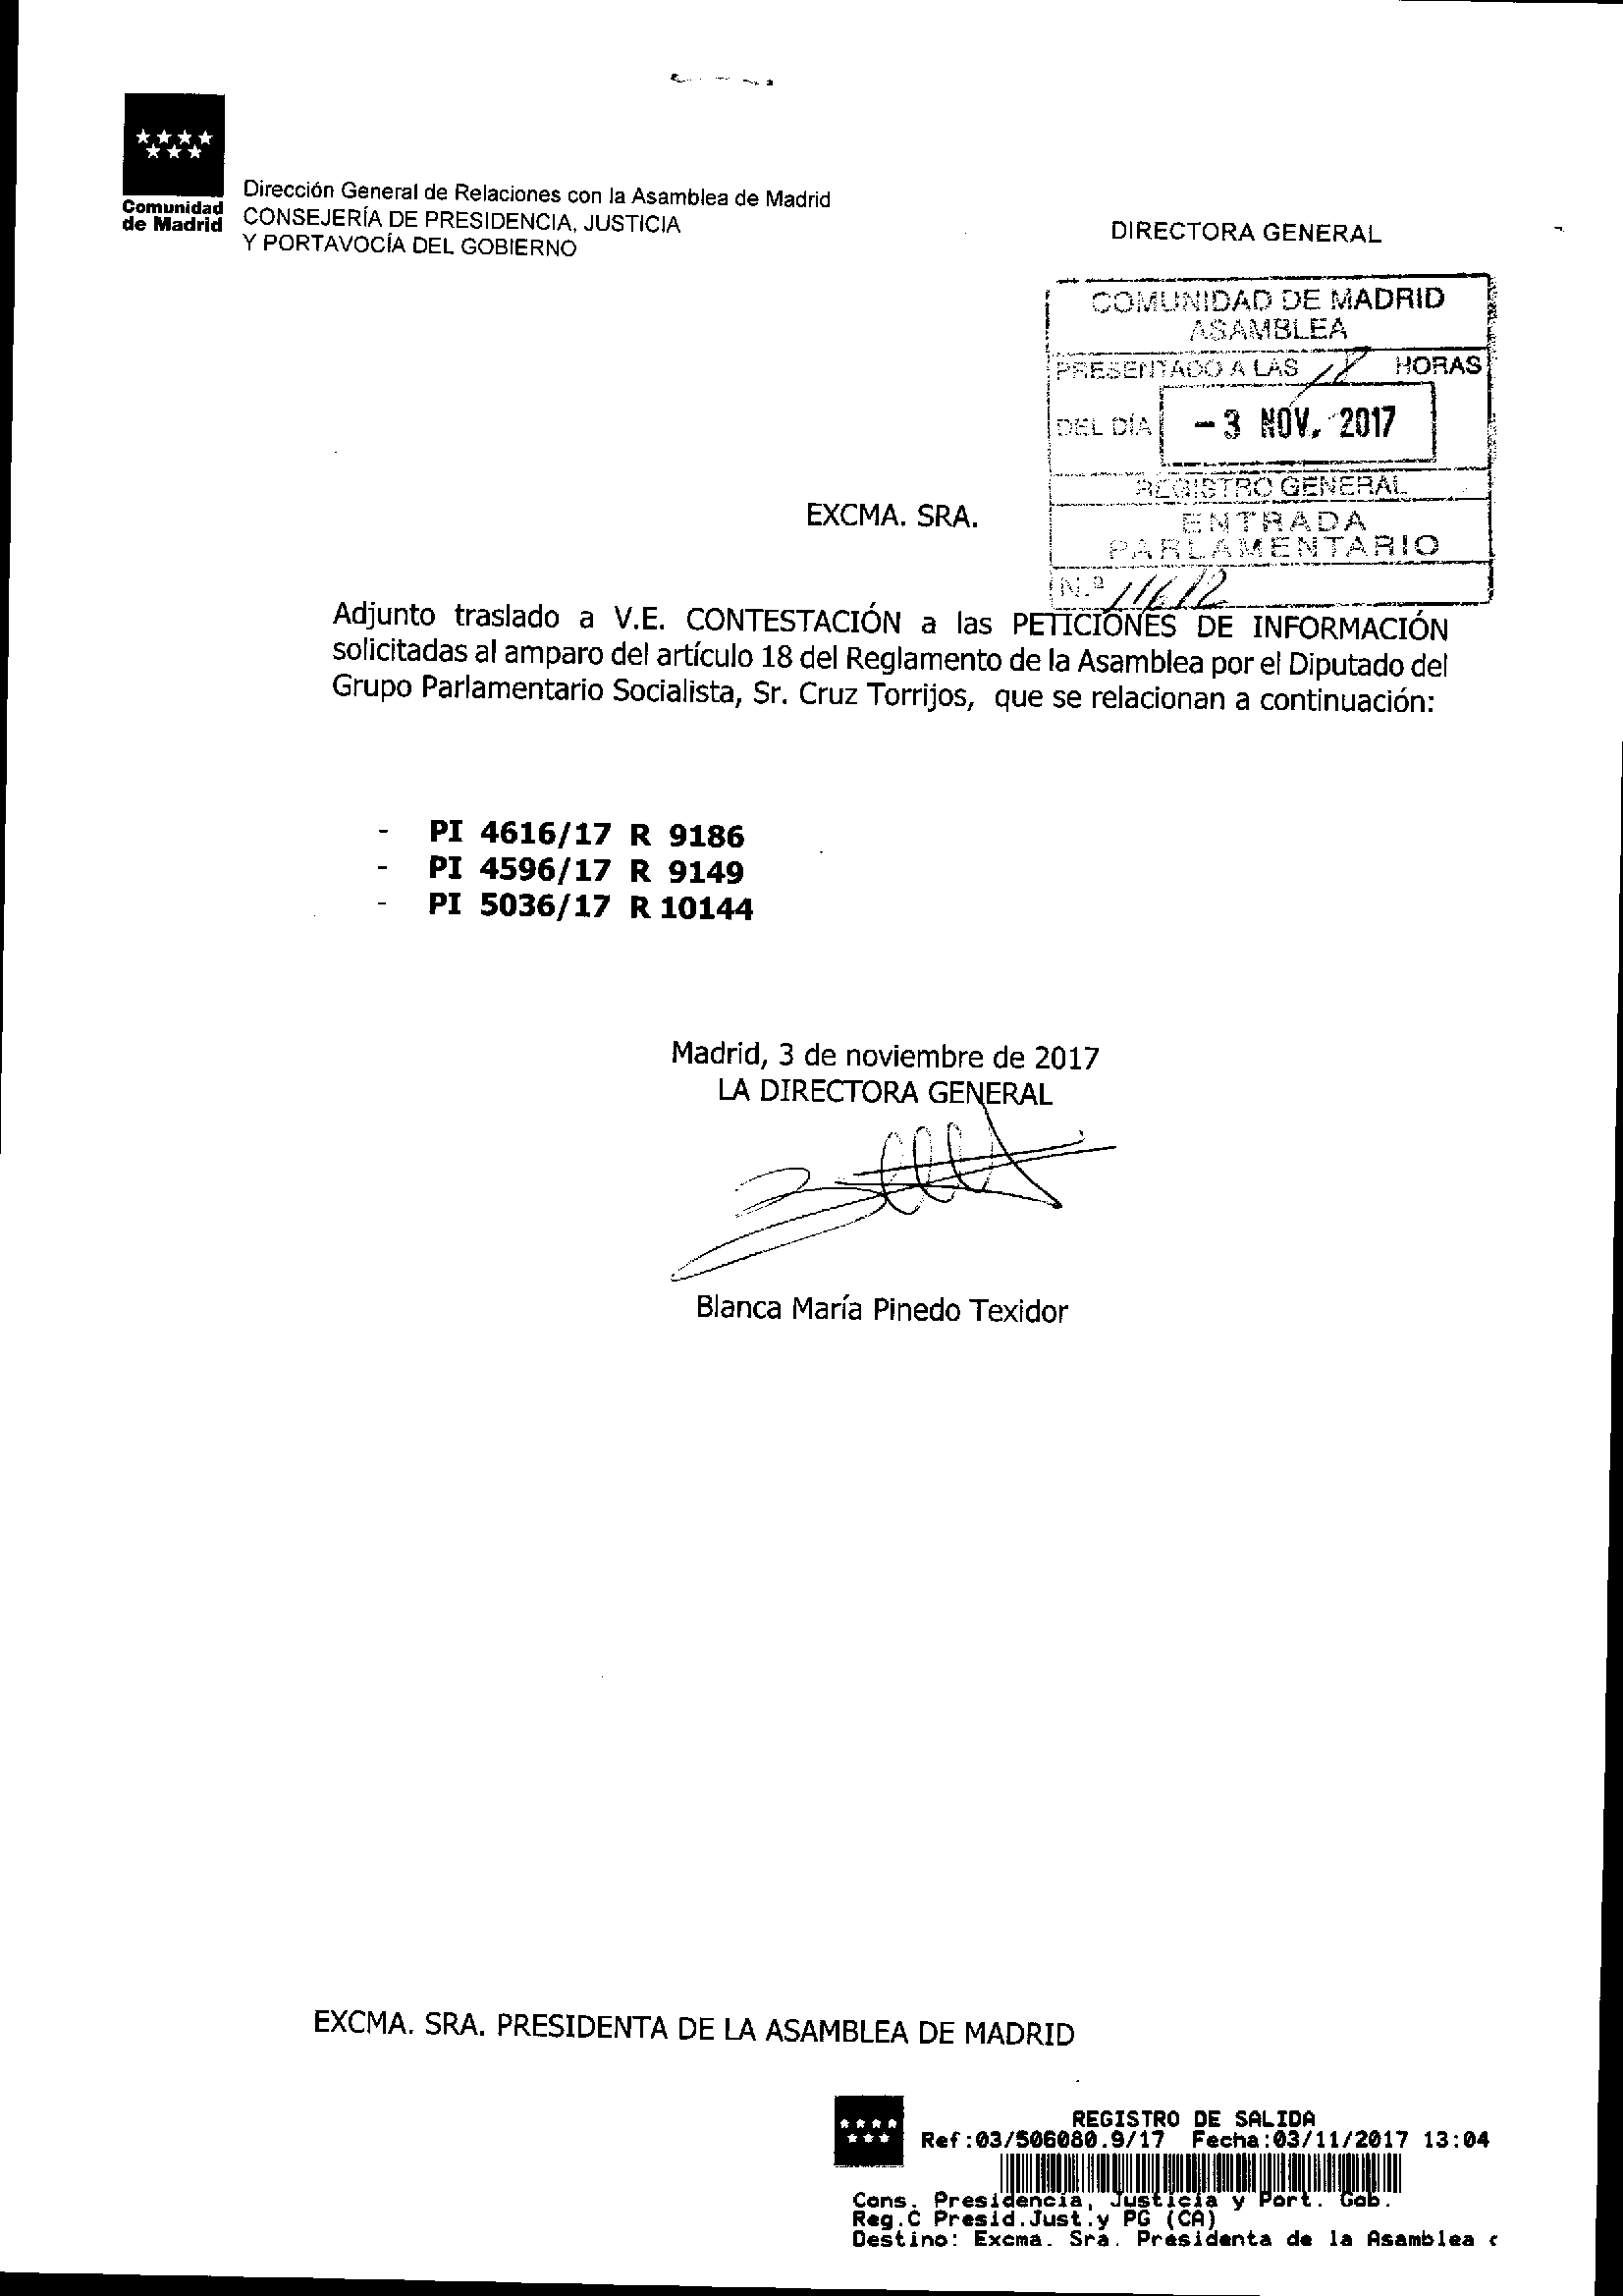 Comunidad
de Madrid
Dirección General de Relaciones con la Asamblea de Madrid
CONSEJERÍA DE PRESIDENCIA, JUSTICIA
Y PORTAVOCÍA DEL GOBIERNO
DIRECTORA GENERAL
COMUNIDAD DE MADRID
ASAMBLEA
PRESENTADO A LAS HORAS
DEL DÍA - 3 NOV. 2017
REGISTRO GENERAL
ENTRADA
PARLAMENTARIO
N.º 11612
EXCMA. SRA.
Adjunto traslado a V.E. CONTESTACIÓN a las PETICIONES DE INFORMACIÓN
solicitadas al amparo del artículo 18 del Reglamento de la Asamblea por el Diputado del
Grupo Parlamentario Socialista, Sr. Cruz Torrijos, que se relacionan a continuación:
- PI 4616/17 R 9186
- PI 4596/17 R 9149
- PI 5036/17 R 10144
Madrid, 3 de noviembre de 2017
LA DIRECTORA GENERAL
Blanca María Pinedo Texidor
EXCMA. SRA. PRESIDENTA DE LA ASAMBLEA DE MADRID
REGISTRO DE SALIDA
Ref:03/506080.9/17 Fecha:03/11/2017 13:04
Cons. Presidencia, Justicia y Port. Gob.
Reg.C Presid.Just.y PG (CA)
Destino: Excma. Sra. Presidenta de la Asamblea